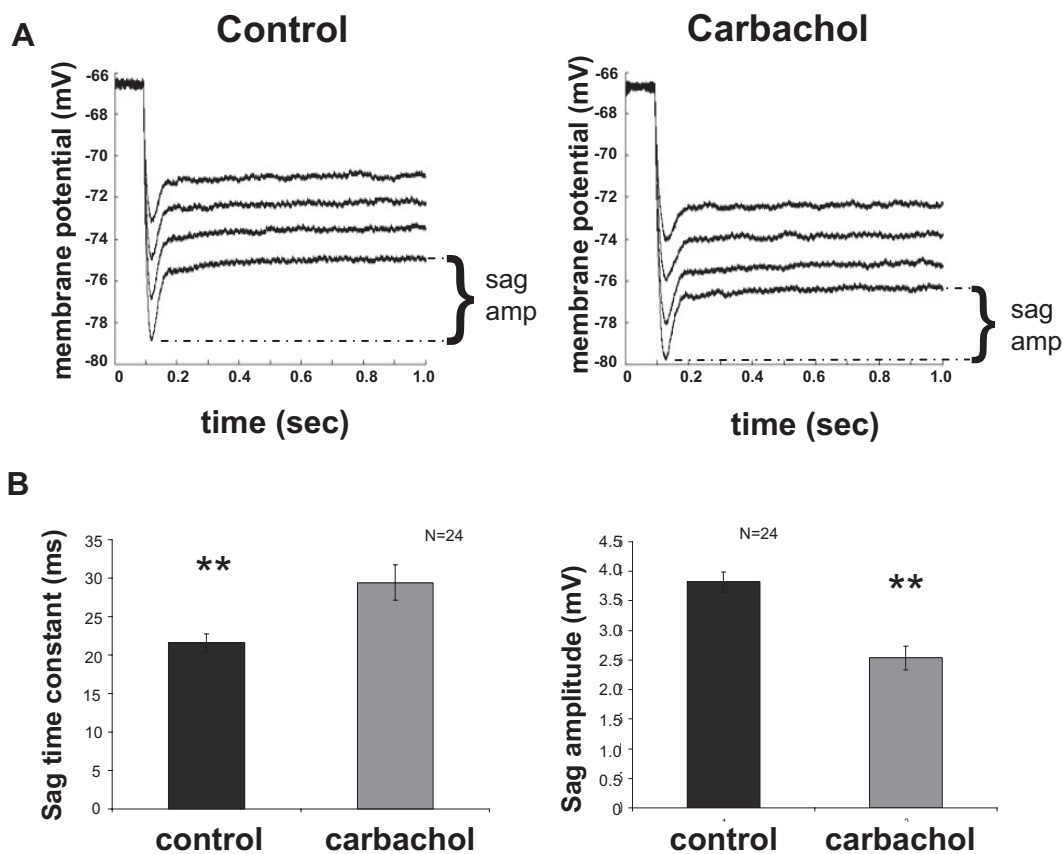 A
Control
Carbachol
membrane potential (mV)
-66
-68
-70
-72
-74
-76
-78
-80
0 0.2 0.4 0.6 0.8 1.0
time (sec)
sag
amp
membrane potential (mV)
-66
-68
-70
-72
-74
-76
-78
-80
0 0.2 0.4 0.6 0.8 1.0
time (sec)
sag
amp
B
Sag time constant (ms)
35
30
25
20
15
10
5
0
**
N=24
control carbachol
Sag amplitude (mV)
4.5
4.0
3.5
3.0
2.5
2.0
1.5
1.0
0.5
0.0
N=24
**
control carbachol